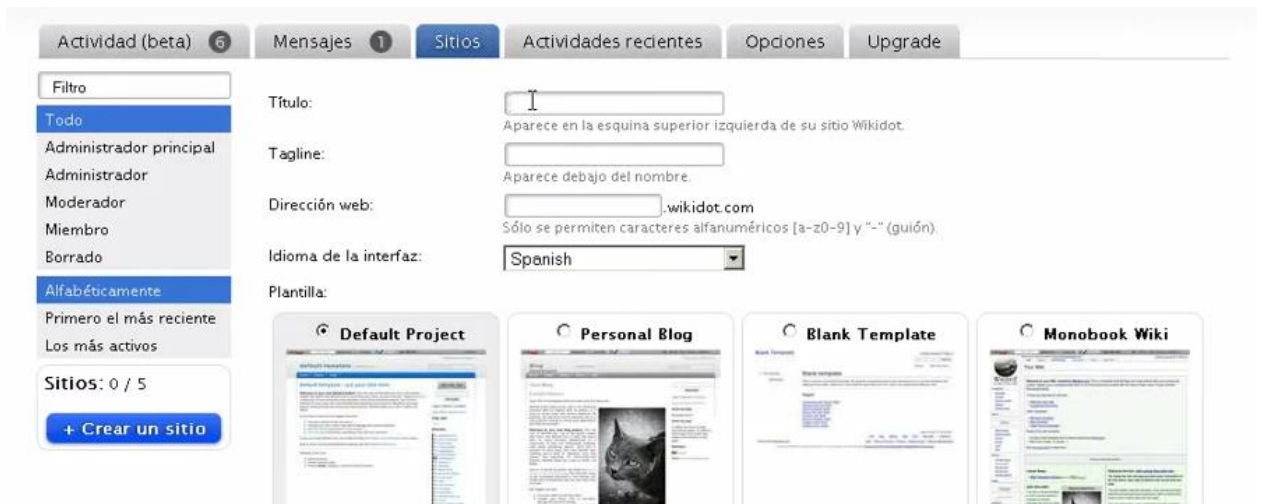 Actividad (beta) 6 Mensajes 1 Sitios Actividades recientes Opciones Upgrade
Filtro
Todo
Administrador principal
Administrador
Moderador
Miembro
Borrado
Alfabéticamente
Primero el más reciente
Los más activos
Sitios: 0 / 5
+ Crear un sitio
Título:
Aparece en la esquina superior izquierda de su sitio Wikidot.
Tagline:
Aparece debajo del nombre.
Dirección web:
.wikidot.com
Sólo se permiten caracteres alfanuméricos [a-z0-9] y "-" (guión).
Idioma de la interfaz:
Spanish
Plantilla:
Default Project
Personal Blog
Blank Template
Monobook Wiki